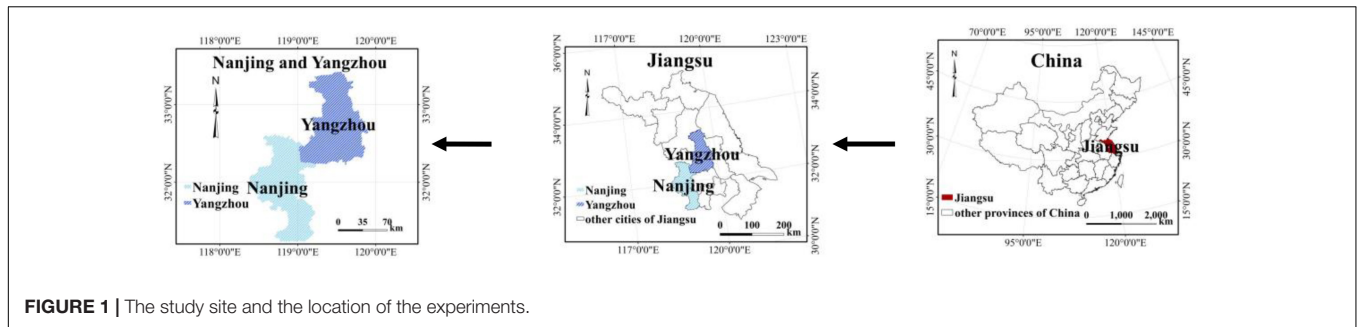 118°0'0"E 119°0'0"E 120°0'0"E
Nanjing and Yangzhou
N
33°0'0"N 33°0'0"N
Yangzhou
32°0'0"N 32°0'0"N
Nanjing
Nanjing
Yangzhou
0 35 70
km
118°0'0"E 119°0'0"E 120°0'0"E
117°0'0"E 120°0'0"E 123°0'0"E
36°0'0"N
Jiangsu
N
34°0'0"N 34°0'0"N
Yangzhou
32°0'0"N
Nanjing
Nanjing
Yangzhou
other cities of Jiangsu
32°0'0"N
0 100 200
km
30°0'0"N
117°0'0"E 120°0'0"E
70°0'0"E 95°0'0"E 120°0'0"E 145°0'0"E
China
N
45°0'0"N 45°0'0"N
Jiangsu
30°0'0"N 30°0'0"N
Jiangsu
other provinces of China
15°0'0"N 15°0'0"N
0 1,000 2,000
km
95°0'0"E 120°0'0"E
FIGURE 1 | The study site and the location of the experiments.